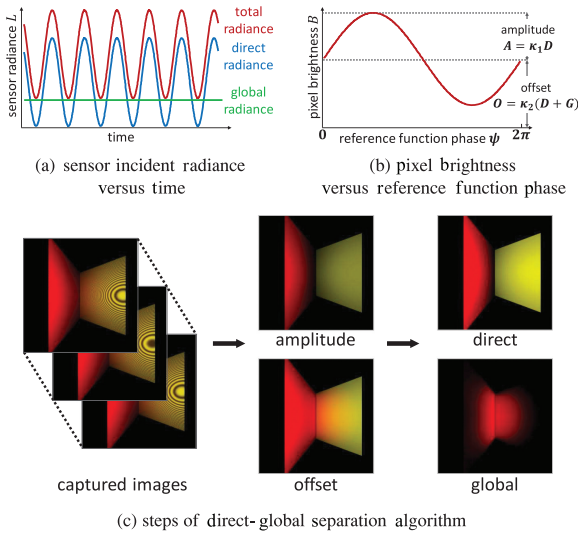 sensor radiance L
total
radiance
direct
radiance
global
radiance
time
(a) sensor incident radiance
versus time
pixel brightness B
amplitude
A = κ₁D
offset
O = κ₂(D + G)
0
reference function phase ψ
2π
(b) pixel brightness
versus reference function phase
captured images
amplitude
direct
offset
global
(c) steps of direct-global separation algorithm